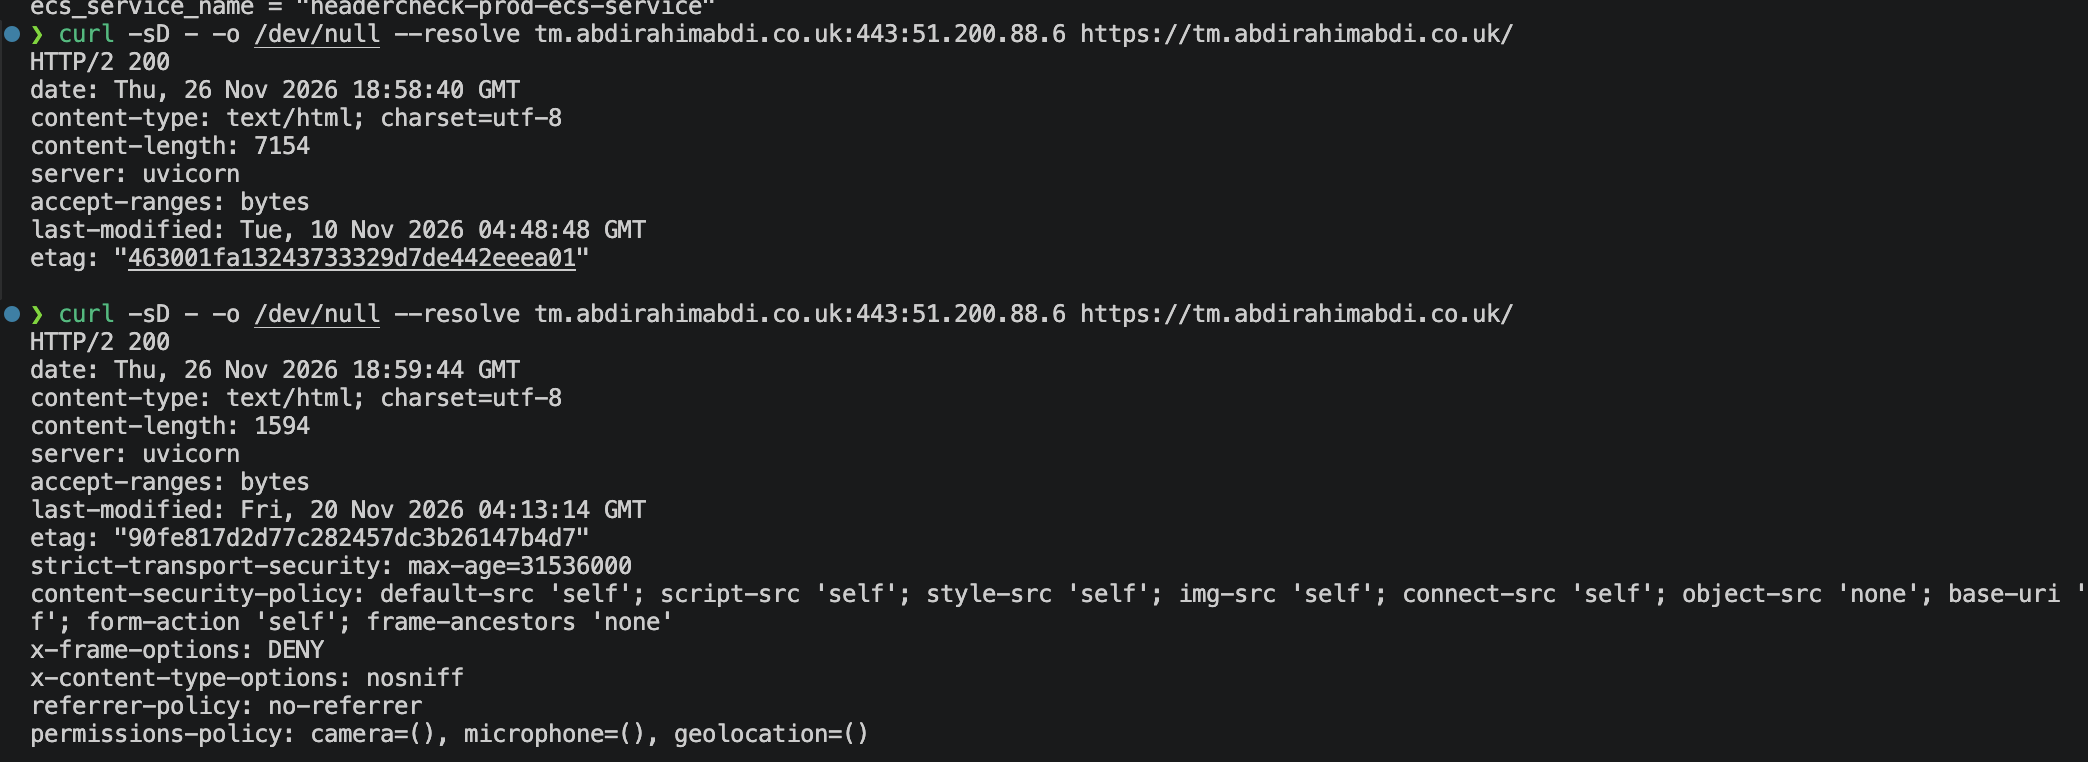 ecs_service_name = "headercheck-prod-ecs-service"
❯ curl -sD - -o /dev/null --resolve tm.abdirahimabdi.co.uk:443:51.200.88.6 https://tm.abdirahimabdi.co.uk/
HTTP/2 200
date: Thu, 26 Nov 2026 18:58:40 GMT
content-type: text/html; charset=utf-8
content-length: 7154
server: uvicorn
accept-ranges: bytes
last-modified: Tue, 10 Nov 2026 04:48:48 GMT
etag: "463001fa13243733329d7de442eeea01"
❯ curl -sD - -o /dev/null --resolve tm.abdirahimabdi.co.uk:443:51.200.88.6 https://tm.abdirahimabdi.co.uk/
HTTP/2 200
date: Thu, 26 Nov 2026 18:59:44 GMT
content-type: text/html; charset=utf-8
content-length: 1594
server: uvicorn
accept-ranges: bytes
last-modified: Fri, 20 Nov 2026 04:13:14 GMT
etag: "90fe817d2d77c282457dc3b26147b4d7"
strict-transport-security: max-age=31536000
content-security-policy: default-src 'self'; script-src 'self'; style-src 'self'; img-src 'self'; connect-src 'self'; object-src 'none'; base-uri '
f'; form-action 'self'; frame-ancestors 'none'
x-frame-options: DENY
x-content-type-options: nosniff
referrer-policy: no-referrer
permissions-policy: camera=(), microphone=(), geolocation=()